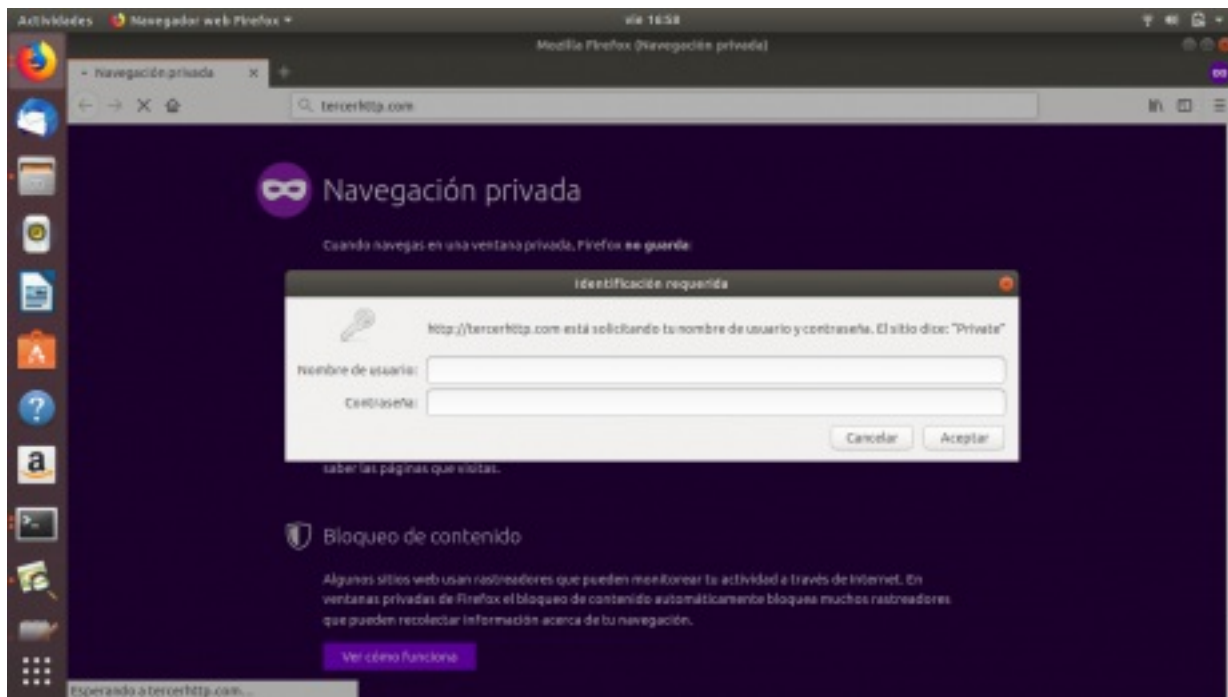 Actividades Navegador web Firefox vie 16:58
Mozilla Firefox (Navegación privada)
Navegación privada
tercerhttp.com
Navegación privada
Cuando navegas en una ventana privada, Firefox no guarda:
Identificación requerida
http://tercerhttp.com está solicitando tu nombre de usuario y contraseña. El sitio dice: "Private"
Nombre de usuario:
Contraseña:
Cancelar Aceptar
saber las páginas que visitas.
Bloqueo de contenido
Algunos sitios web usan rastreadores que pueden monitorear tu actividad a través de Internet. En
ventanas privadas de Firefox el bloqueo de contenido automáticamente bloquea muchos rastreadores
que pueden recolectar información acerca de tu navegación.
Ver cómo funciona
Esperando a tercerhttp.com...